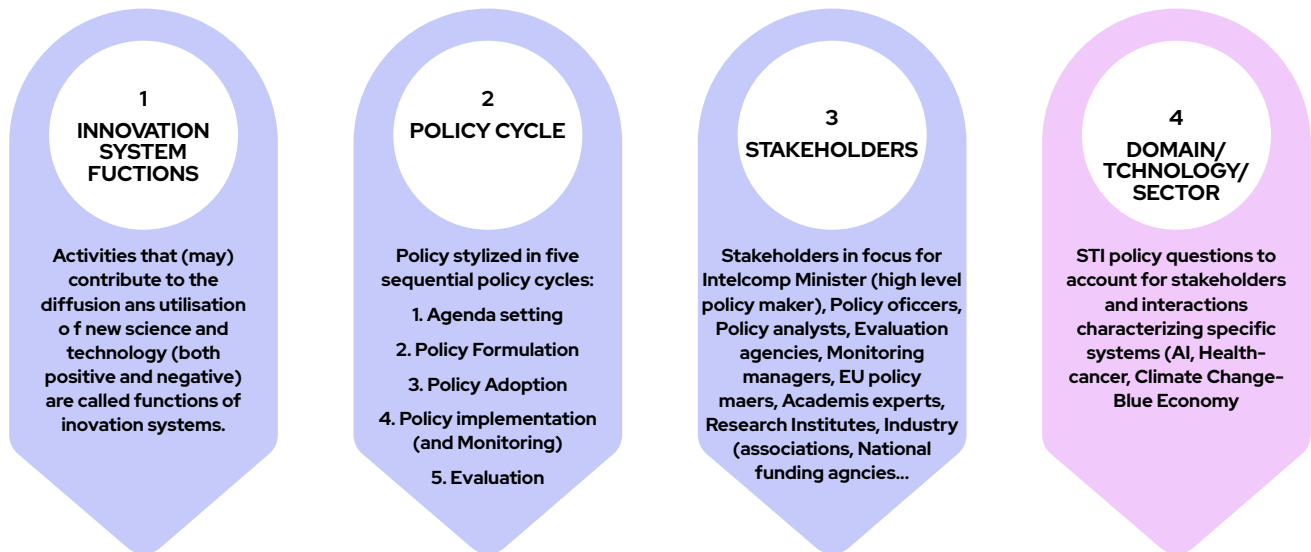 1
INNOVATION
SYSTEM
FUCTIONS
Activities that (may)
contribute to the
diffusion ans utilisation
o f new science and
technology (both
positive and negative)
are called functions of
inovation systems.
2
POLICY CYCLE
Policy stylized in five
sequential policy cycles:
1. Agenda setting
2. Policy Formulation
3. Policy Adoption
4. Policy implementation
(and Monitoring)
5. Evaluation
3
STAKEHOLDERS
Stakeholders in focus for
Intelcomp Minister (high level
policy maker), Policy oficcers,
Policy analysts, Evaluation
agencies, Monitoring
managers, EU policy
maers, Academis experts,
Research Institutes, Industry
(associations, National
funding agncies...
4
DOMAIN/
TCHNOLOGY/
SECTOR
STI policy questions to
account for stakeholders
and interactions
characterizing specific
systems (AI, Health-
cancer, Climate Change-
Blue Economy